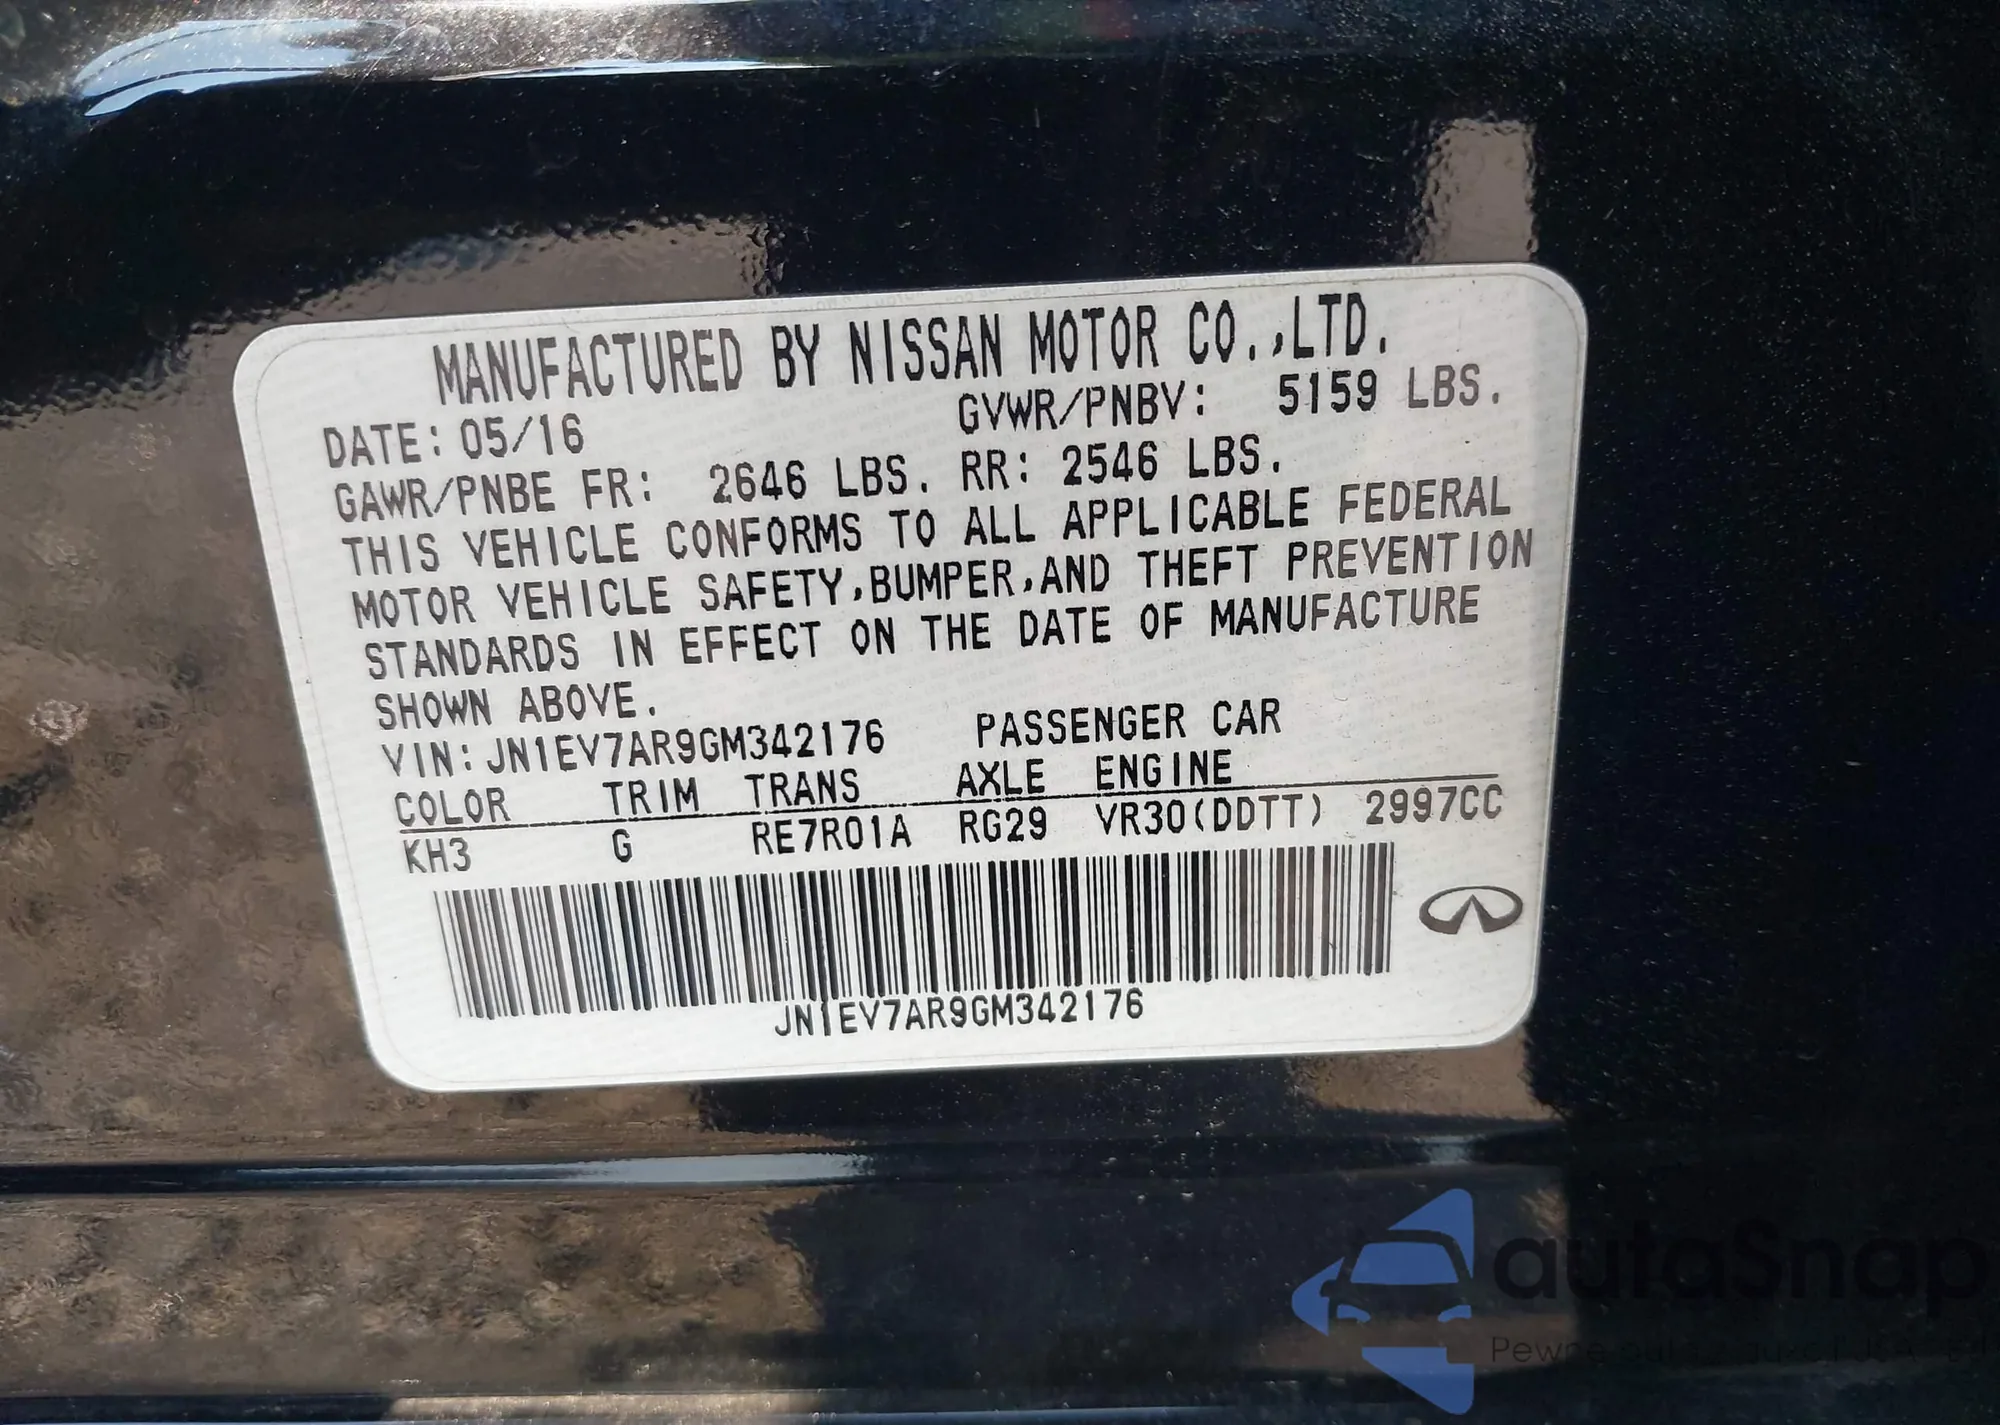 MANUFACTURED BY NISSAN MOTOR CO.,LTD.
DATE: 05/16 GVWR/PNBV: 5159 LBS.
GAWR/PNBE FR: 2646 LBS. RR: 2546 LBS.
THIS VEHICLE CONFORMS TO ALL APPLICABLE FEDERAL
MOTOR VEHICLE SAFETY,BUMPER,AND THEFT PREVENTION
STANDARDS IN EFFECT ON THE DATE OF MANUFACTURE
SHOWN ABOVE.
VIN:JN1EV7AR9GM342176 PASSENGER CAR
COLOR TRIM TRANS AXLE ENGINE
KH3 G RE7R01A RG29 VR30(DDTT) 2997CC
JN1EV7AR9GM342176
autaSnap
Pewne auta z